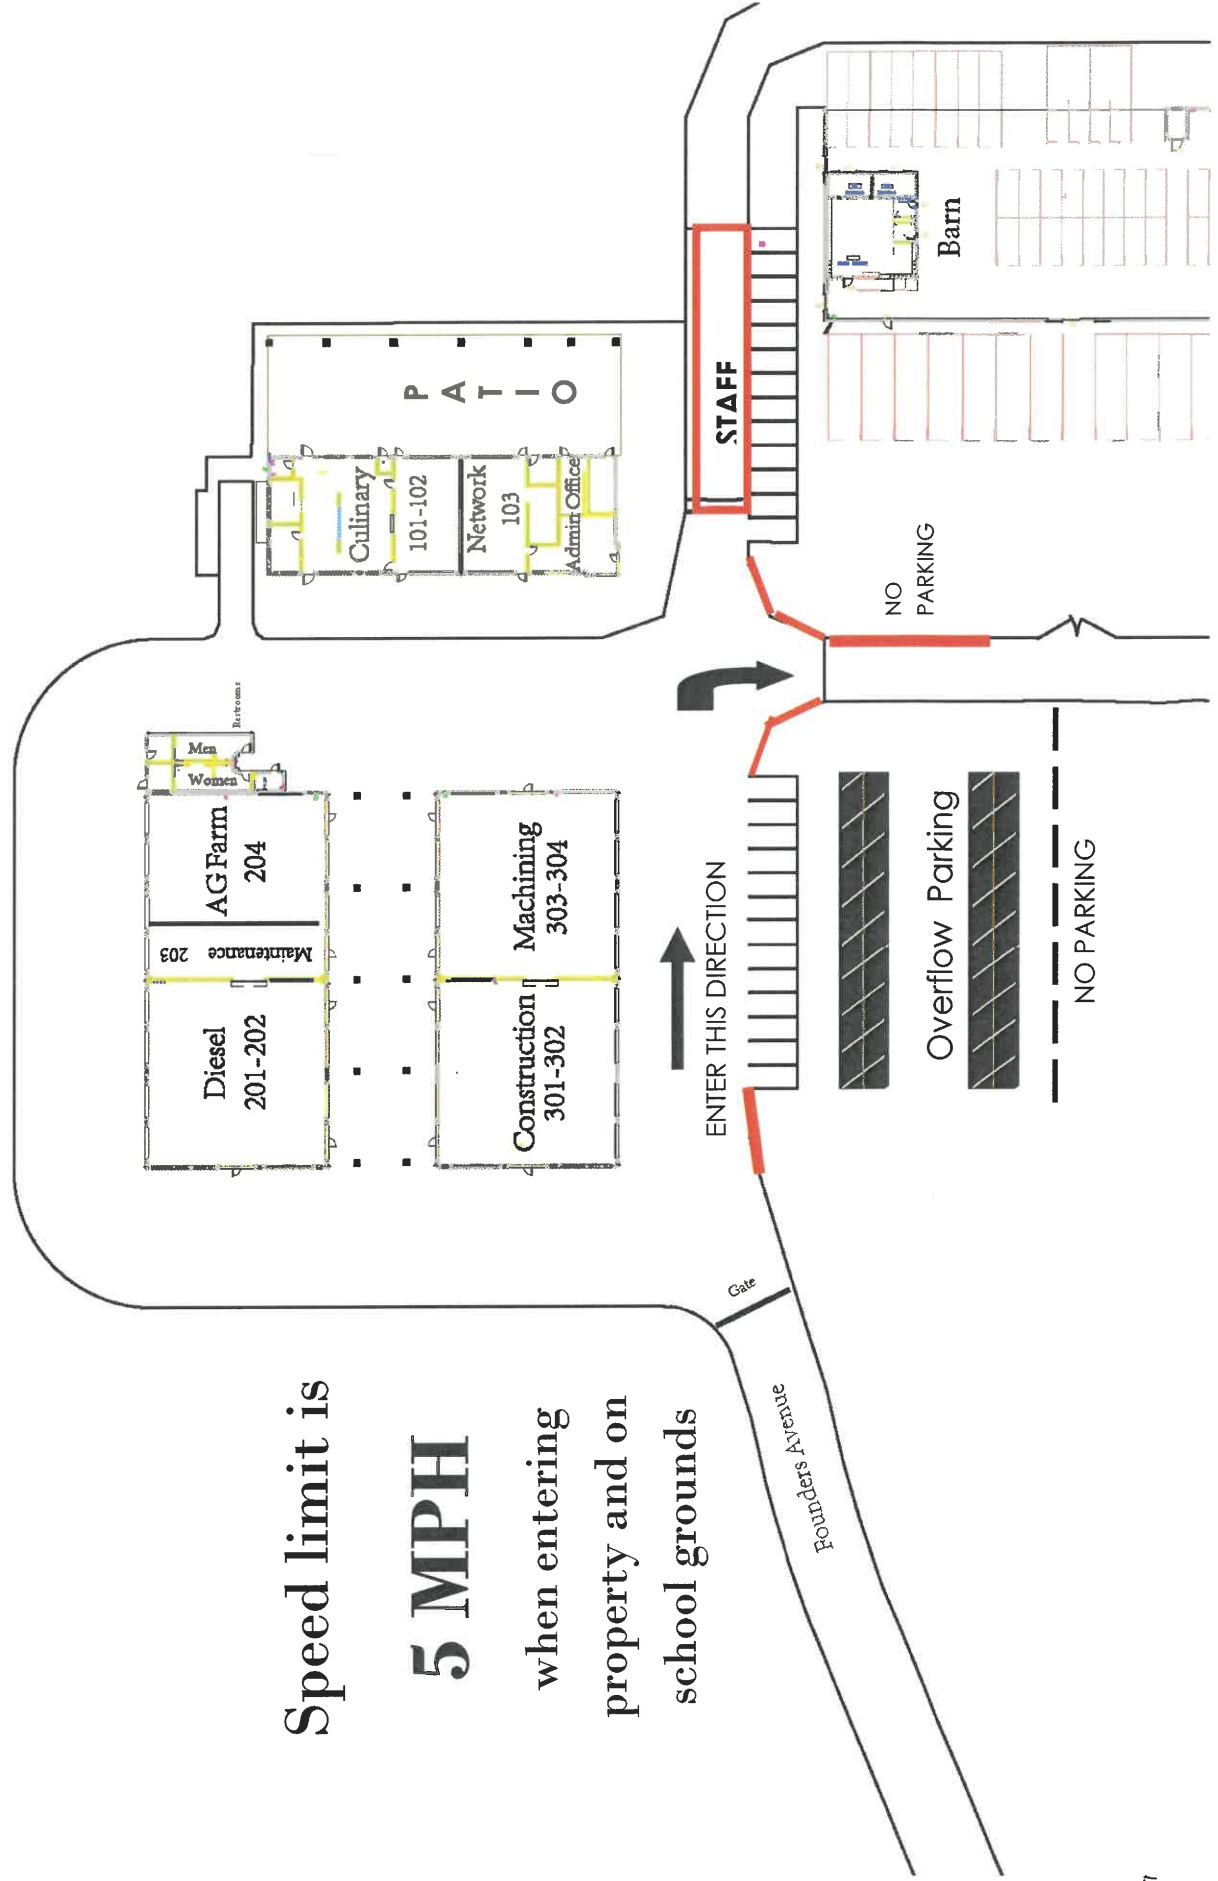 Speed limit is
5 MPH
when entering
property and on
school grounds
Diesel
201-202
Maintenance 203
AG Farm
204
Men
Women
Restrooms
Construction
301-302
Machining
303-304
Culinary
101-102
Network
103
Admin Office
PATIO
STAFF
Barn
ENTER THIS DIRECTION
Gate
Founders Avenue
Overflow Parking
NO PARKING
NO
PARKING